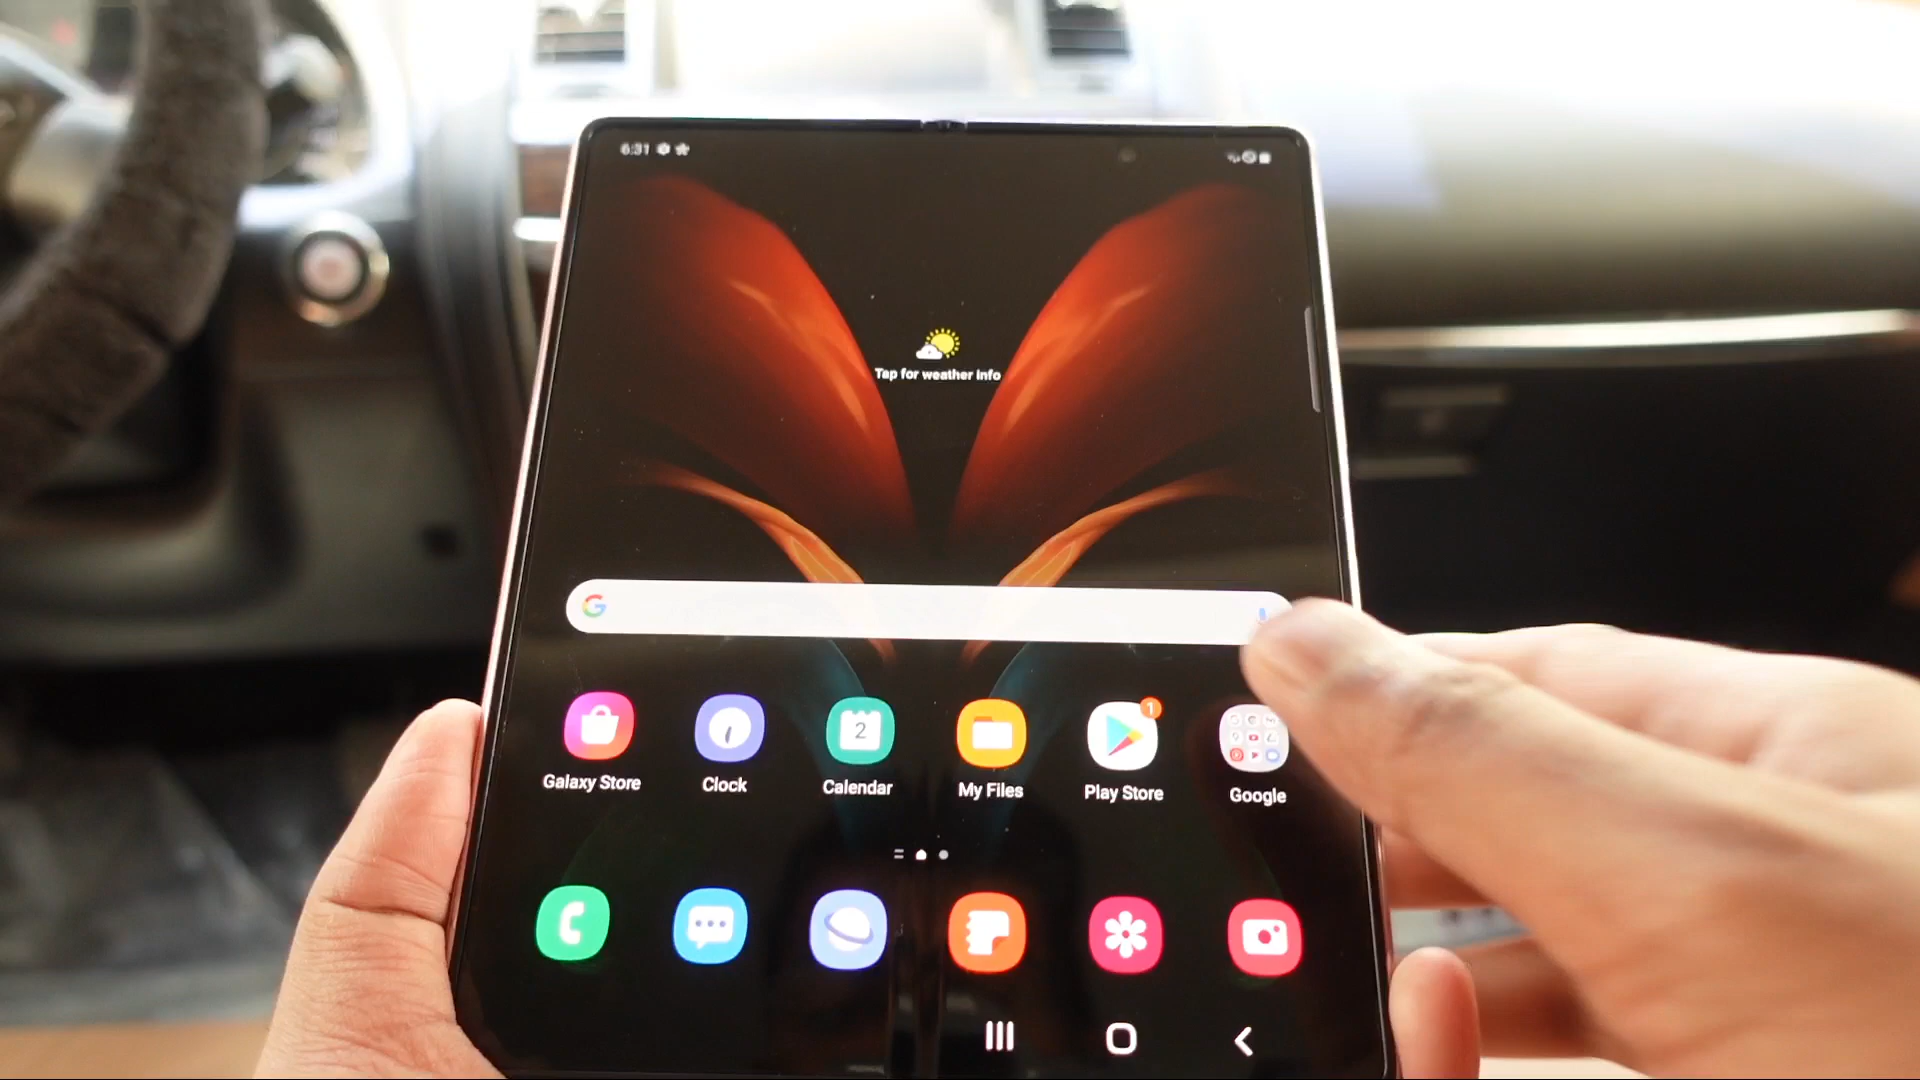 6:31
Tap for weather info
G
2
1
Galaxy Store
Clock
Calendar
My Files
Play Store
Google